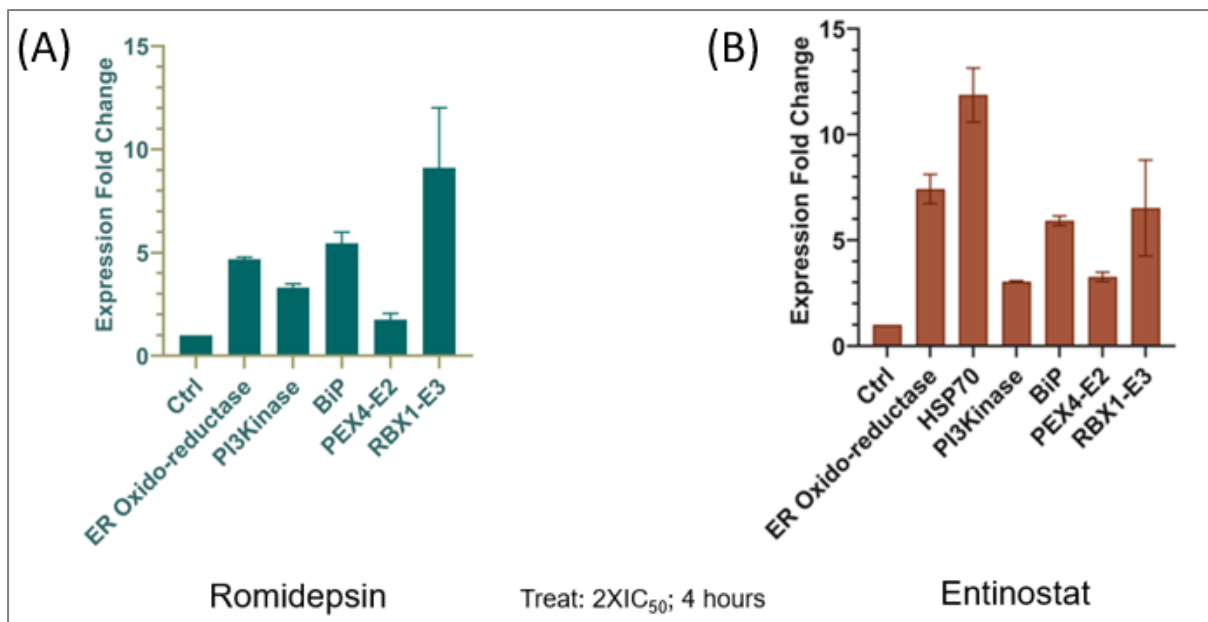 (A)
Expression Fold Change
15
10
5
0
Ctrl
ER Oxido-reductase
PI3Kinase
BiP
PEX4-E2
RBX1-E3
Romidepsin
Treat: 2XIC₅₀; 4 hours
(B)
Expression Fold Change
15
10
5
0
Ctrl
ER Oxido-reductase
HSP70
PI3Kinase
BiP
PEX4-E2
RBX1-E3
Entinostat